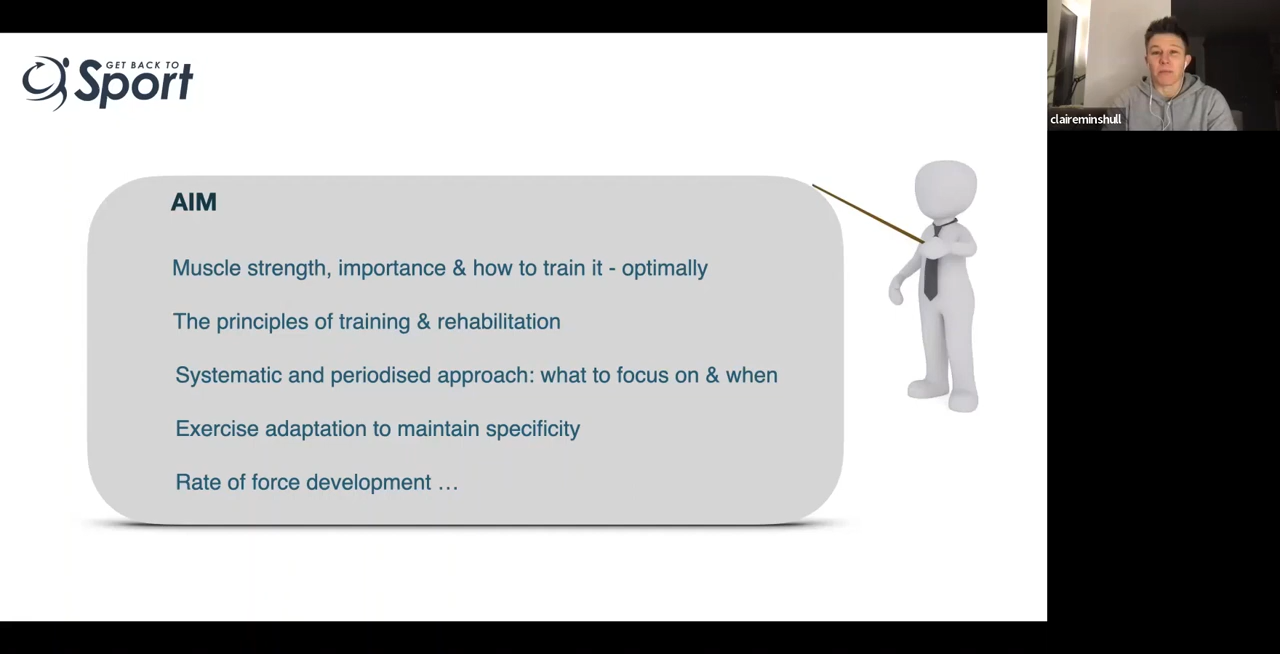 GET BACK TO
Sport
claireminshull
AIM
Muscle strength, importance & how to train it - optimally
The principles of training & rehabilitation
Systematic and periodised approach: what to focus on & when
Exercise adaptation to maintain specificity
Rate of force development …